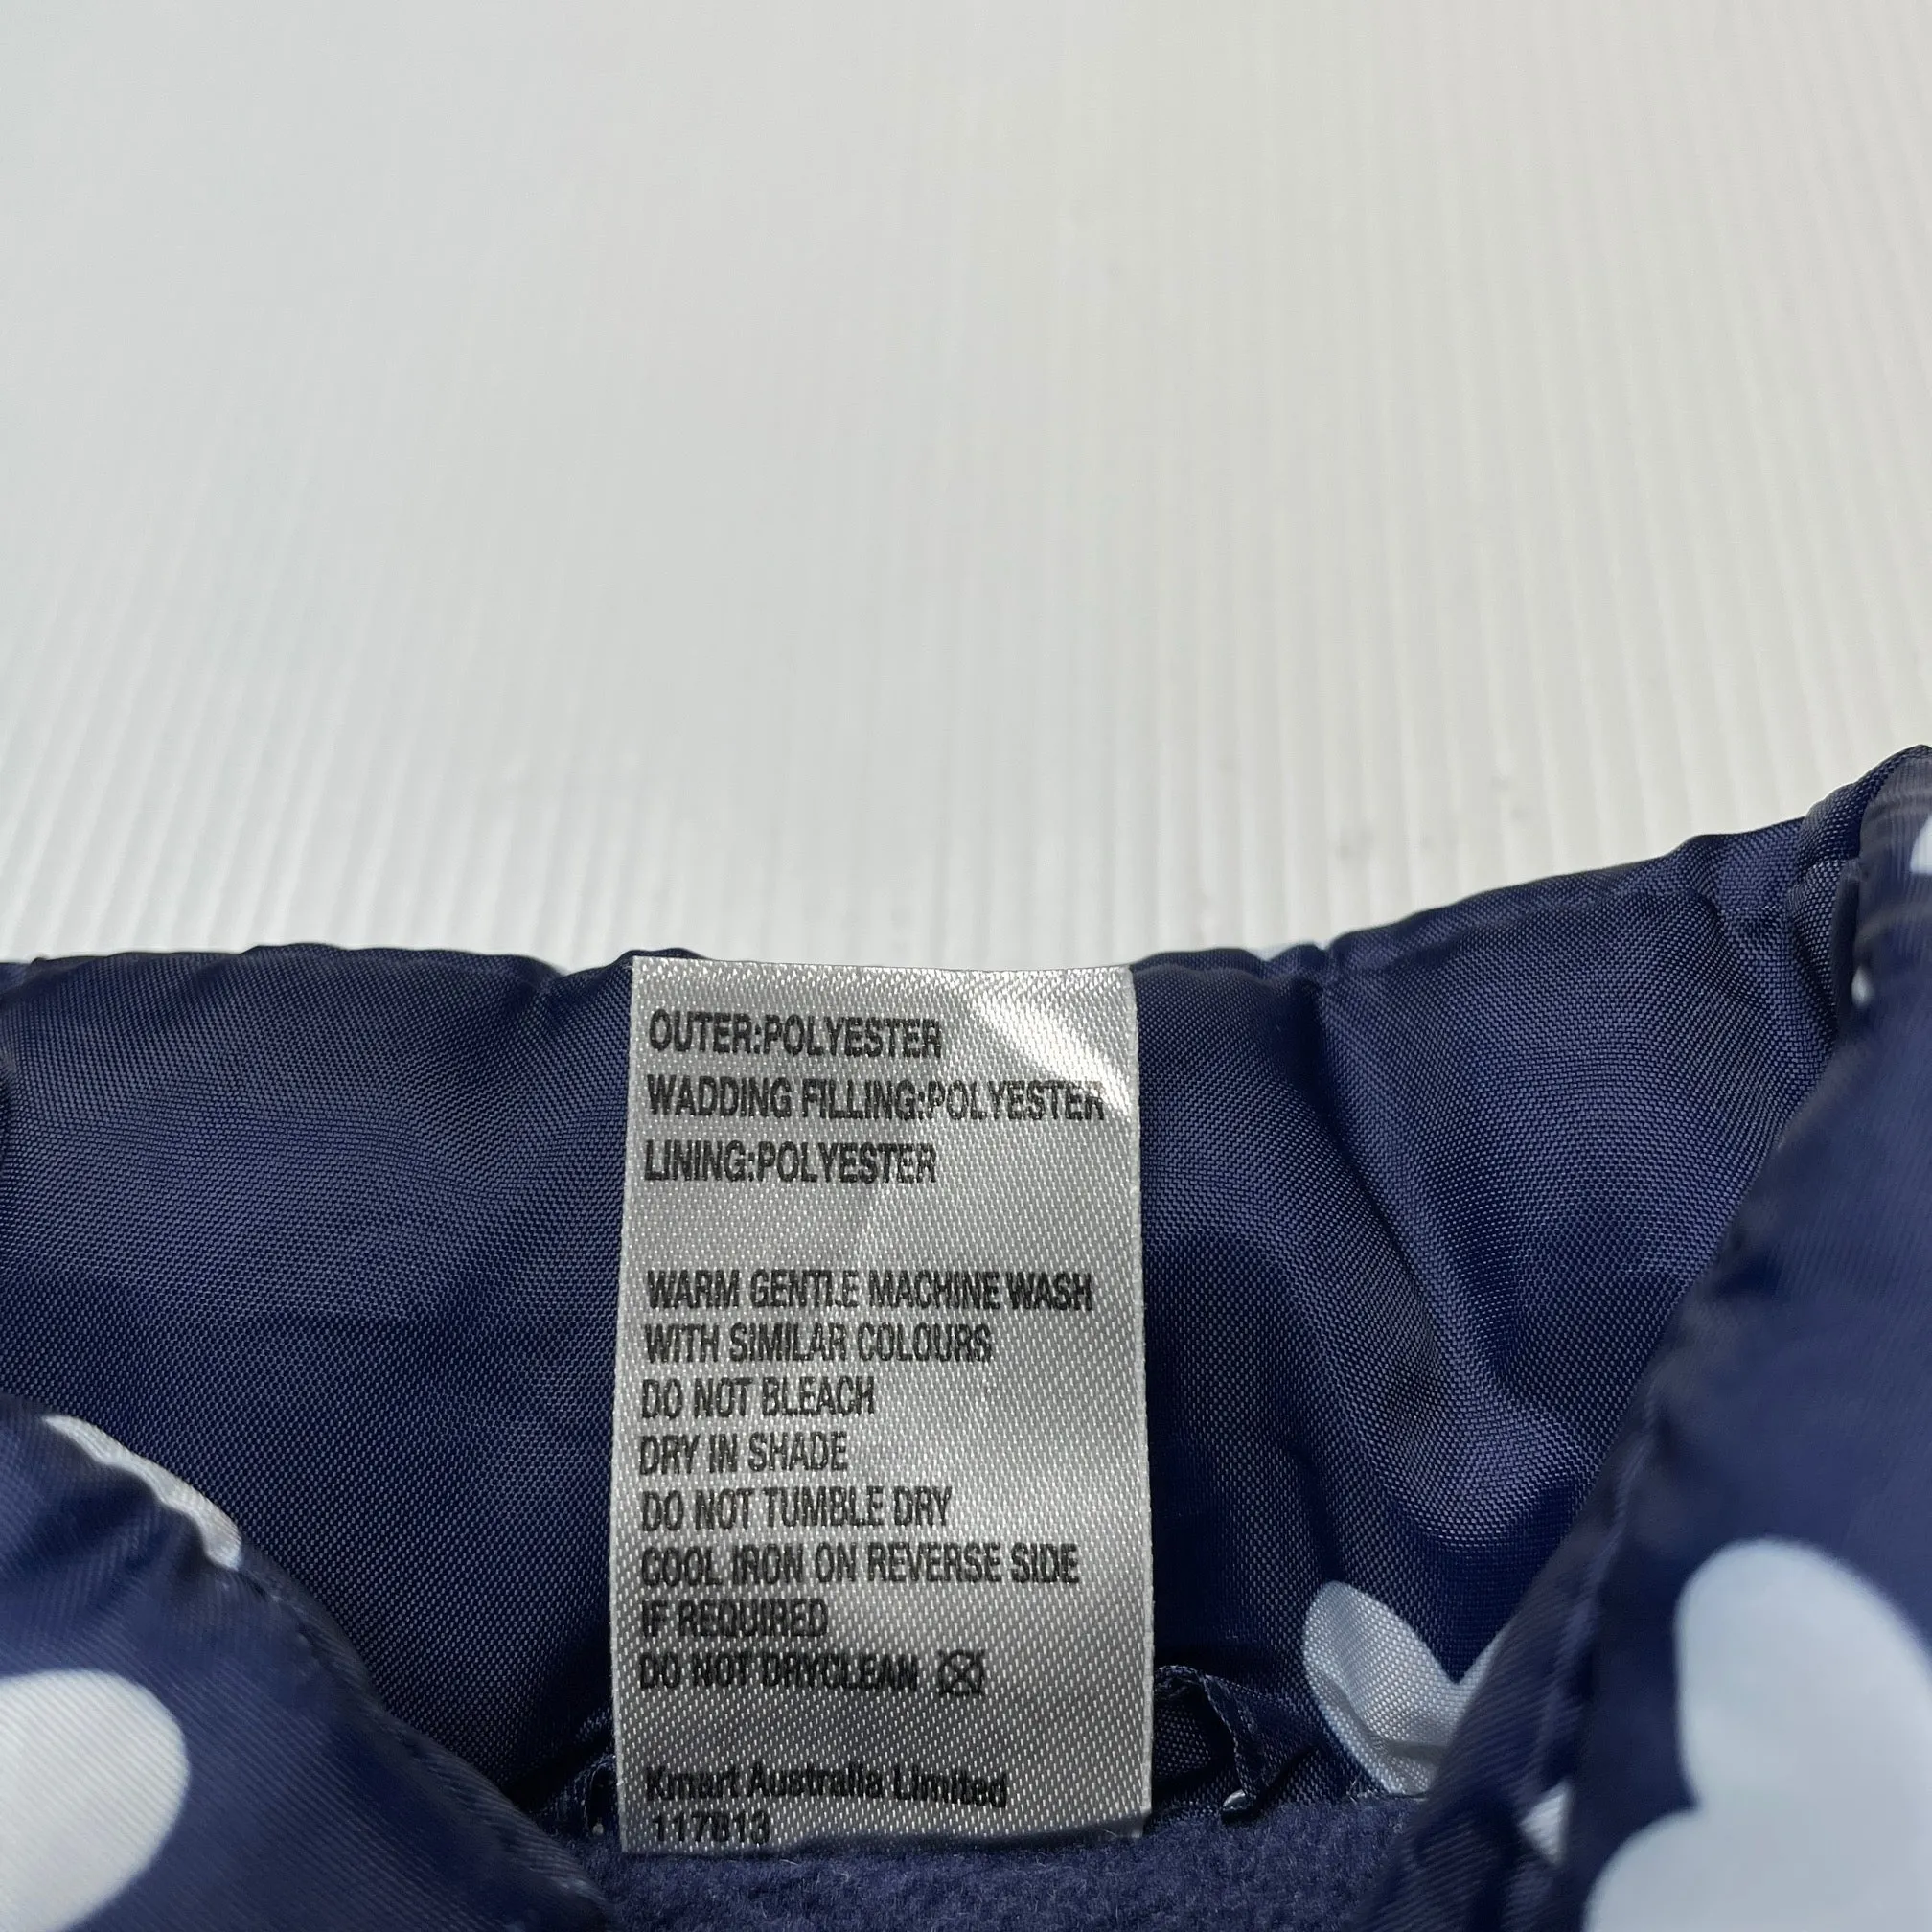 OUTER:POLYESTER
WADDING FILLING:POLYESTER
LINING:POLYESTER
WARM GENTLE MACHINE WASH
WITH SIMILAR COLOURS
DO NOT BLEACH
DRY IN SHADE
DO NOT TUMBLE DRY
COOL IRON ON REVERSE SIDE
IF REQUIRED
DO NOT DRYCLEAN
Kmart Australia Limited
117813